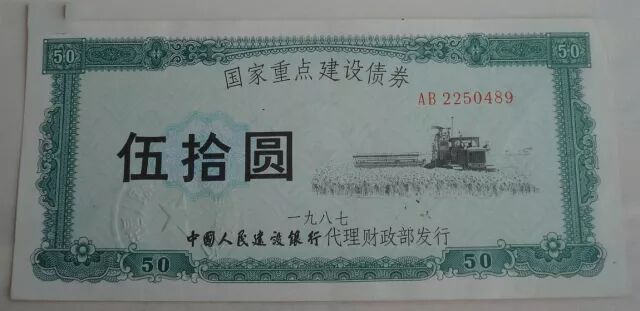 50 50
国家重点建设债券
AB 2250489
伍拾圆
一九八七
中国人民建设银行代理财政部发行
50 50